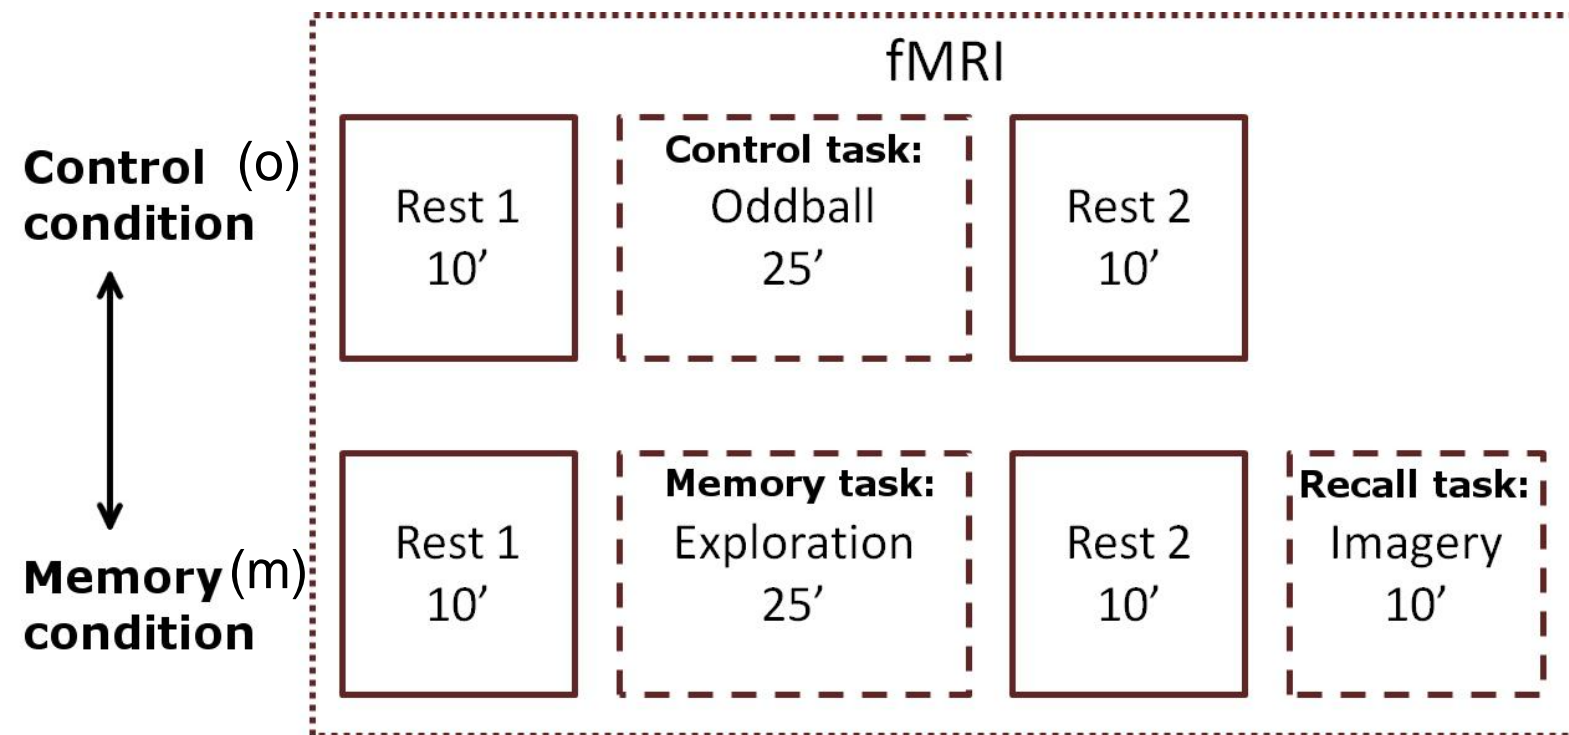 fMRI
Control (o)
condition
Rest 1
10’
Control task:
Oddball
25’
Rest 2
10’
Memory (m)
condition
Rest 1
10’
Memory task:
Exploration
25’
Rest 2
10’
Recall task:
Imagery
10’